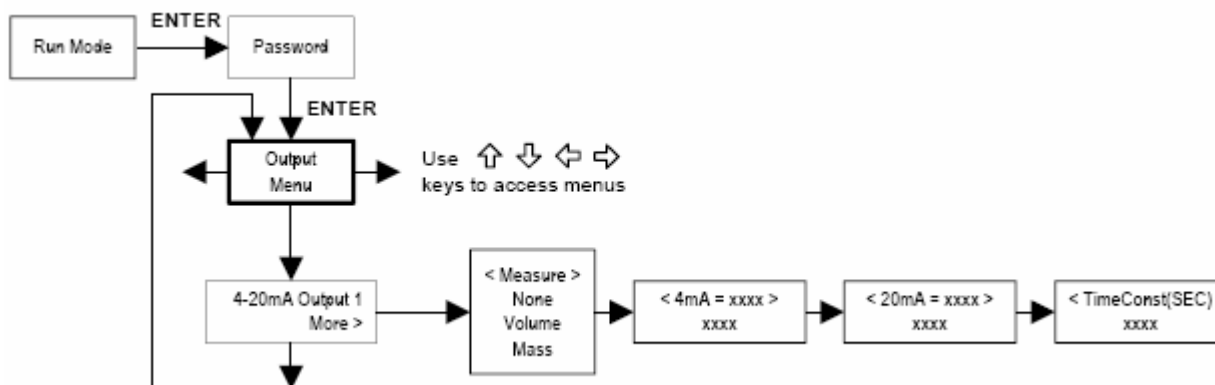 ENTER
Run Mode
Password
ENTER
Output
Menu
Use ⇧ ⇩ ⇦ ⇨
keys to access menus
4-20mA Output 1
More >
< Measure >
None
Volume
Mass
< 4mA = xxxx >
xxxx
< 20mA = xxxx >
xxxx
< TimeConst(SEC)
xxxx